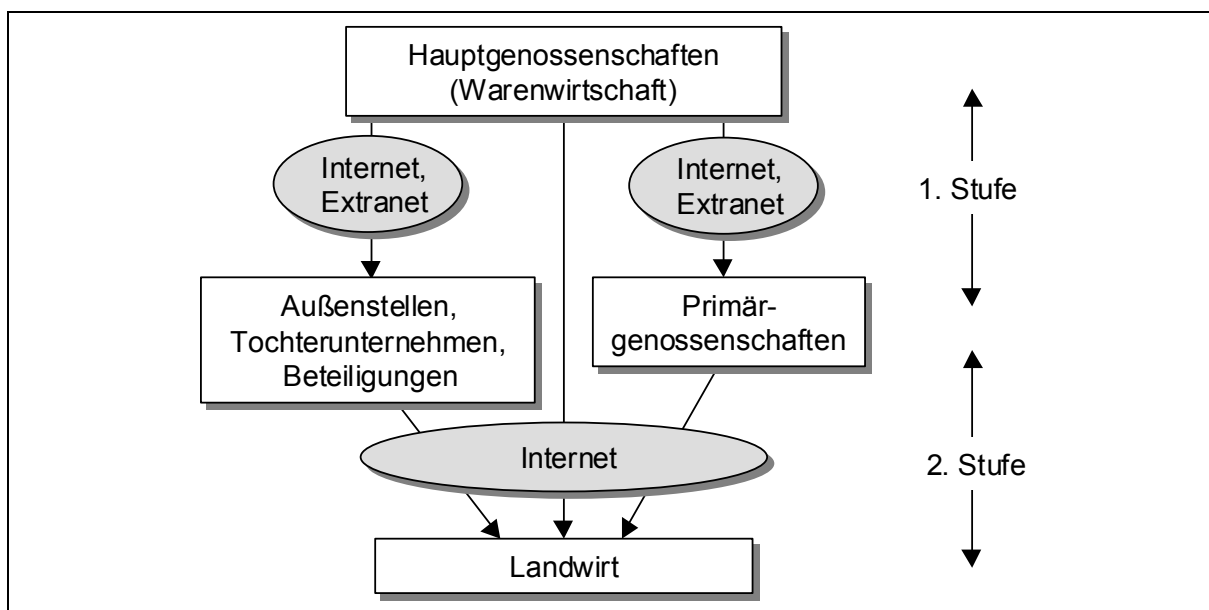 Hauptgenossenschaften
(Warenwirtschaft)
Internet,
Extranet
Internet,
Extranet
1. Stufe
Außenstellen,
Tochterunternehmen,
Beteiligungen
Primär-
genossenschaften
Internet
2. Stufe
Landwirt